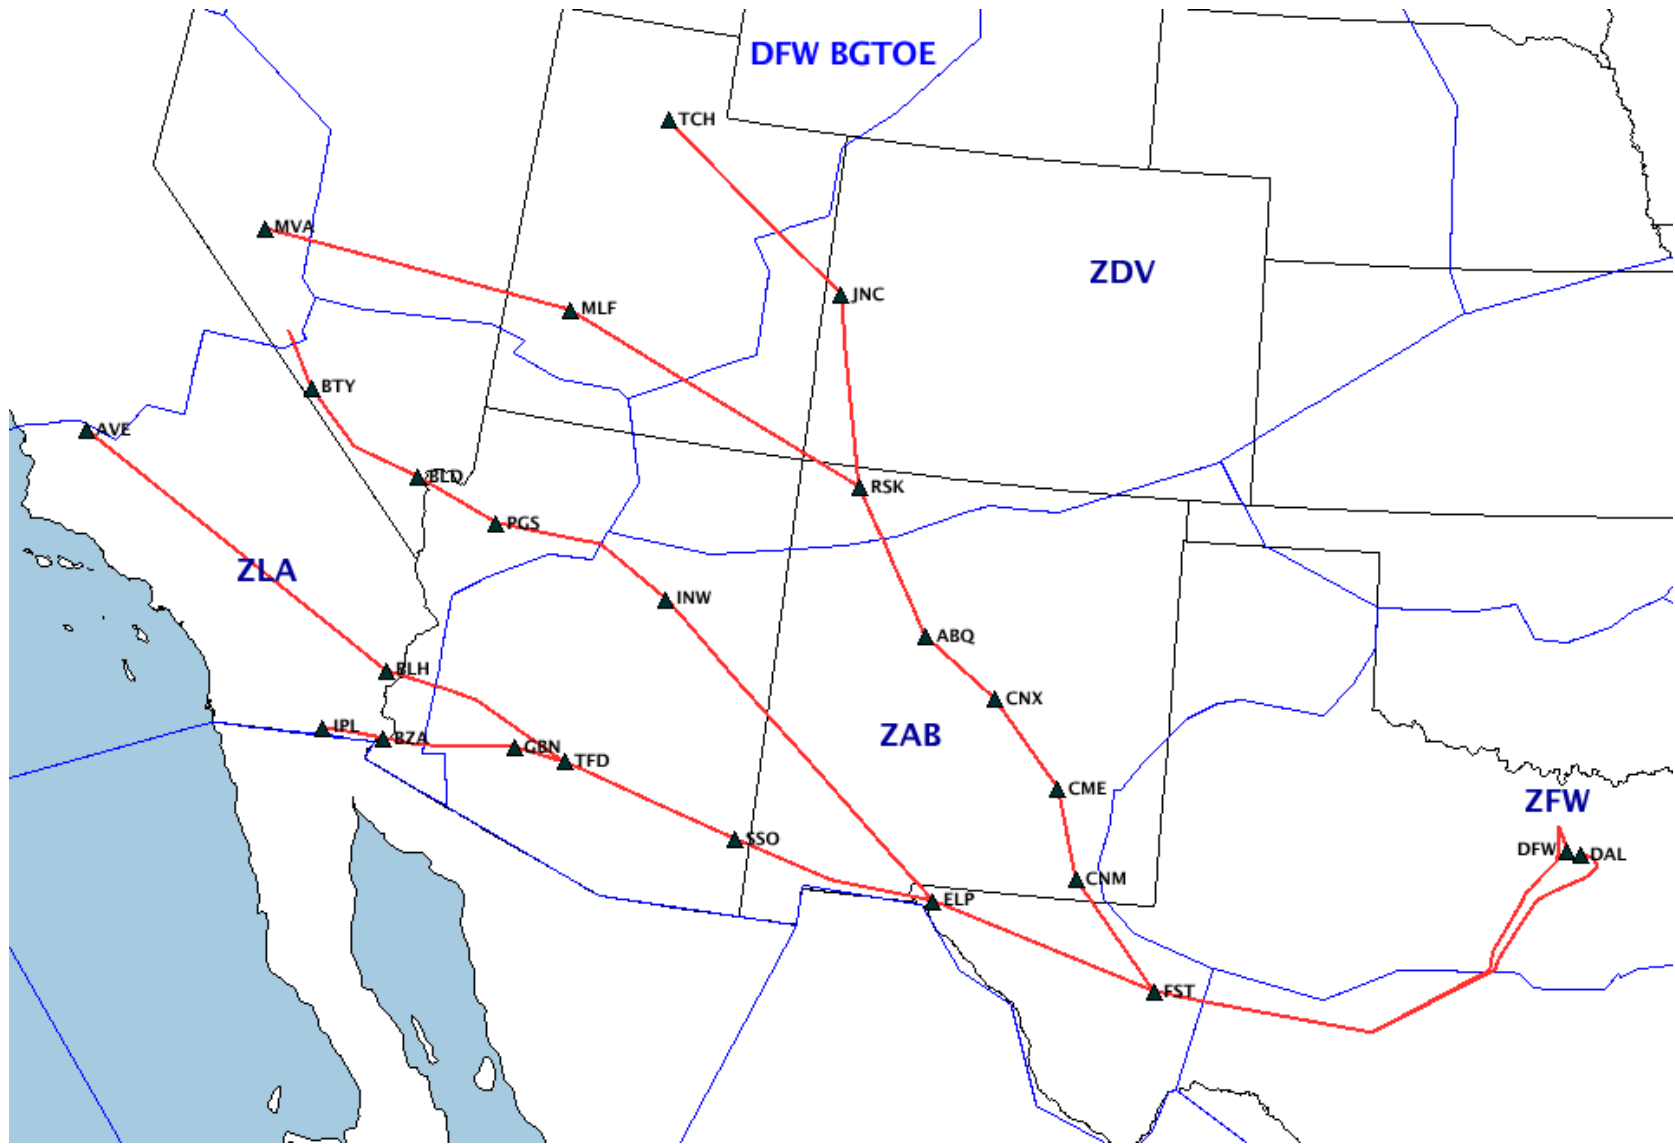 DFW BGTOE
TCH
MVA
ZDV
JNC
MLF
BTY
AVE
BLD
RSK
PGS
ZLA
INW
ABQ
BLH
CNX
IPL
BZA
ZAB
GBN
TFD
CME
ZFW
SSO
DFW
DAL
CNM
ELP
FST